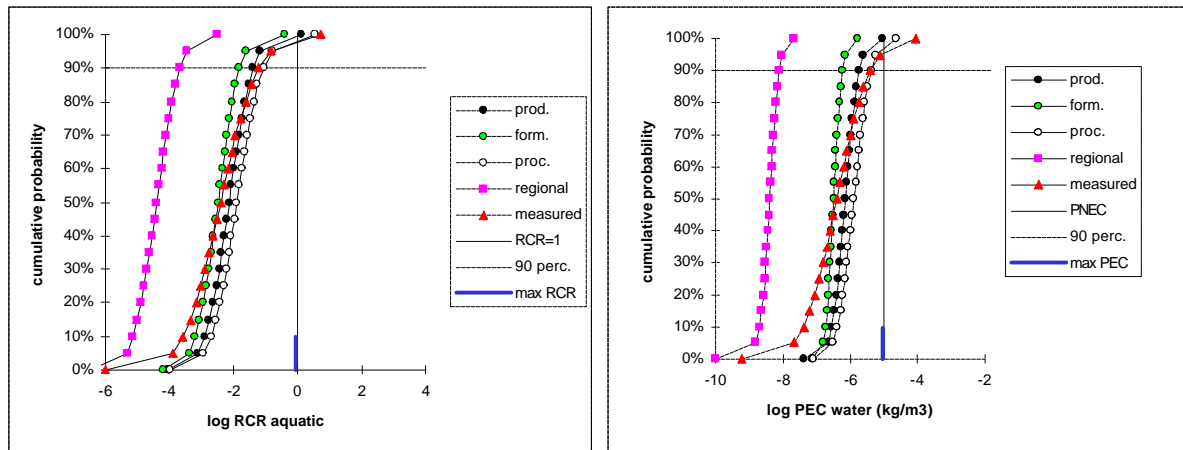 100%
90%
80%
70%
60%
50%
40%
30%
20%
10%
0%
cumulative probability
-6
-4
-2
0
2
4
log RCR aquatic
prod.
form.
proc.
regional
measured
RCR=1
90 perc.
max RCR
100%
90%
80%
70%
60%
50%
40%
30%
20%
10%
0%
cumulative probability
-10
-8
-6
-4
-2
log PEC water (kg/m3)
prod.
form.
proc.
regional
measured
PNEC
90 perc.
max PEC